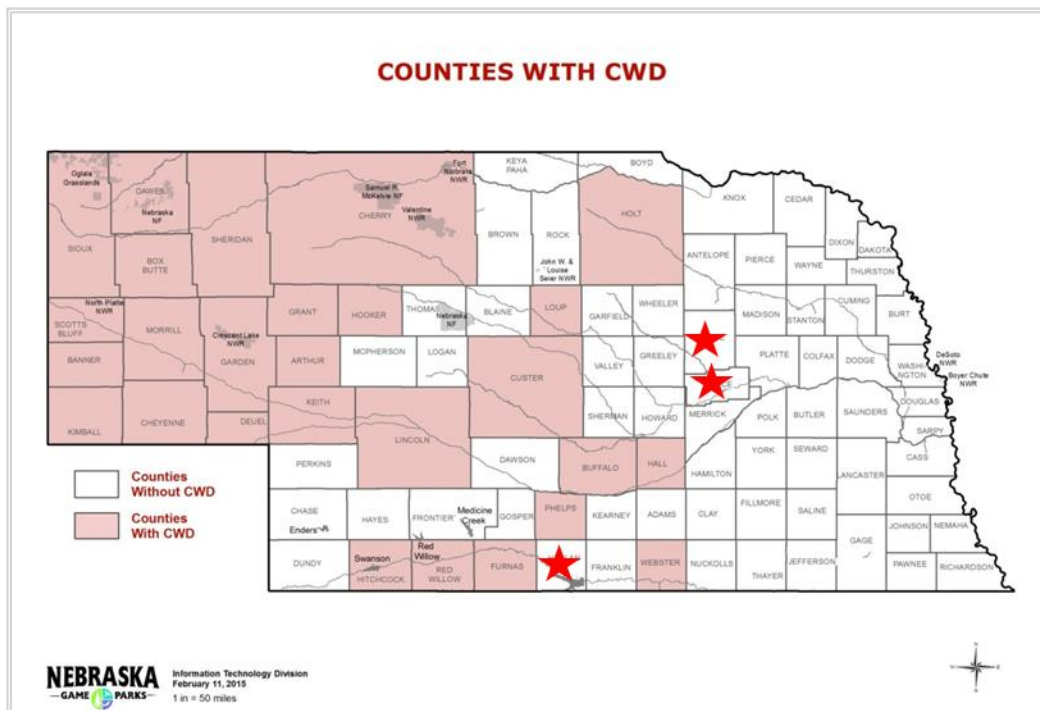 COUNTIES WITH CWD
Oglala
Grasslands
DAWES
Nebraska
NF
SIOUX
BOX
BUTTE
SHERIDAN
Samuel R.
McKelvie NF
CHERRY
Valentine
NWR
Fort
Niobrara
NWR
KEYA
PAHA
BOYD
BROWN
ROCK
John W. &
Louise
Seier NWR
HOLT
KNOX
CEDAR
DIXON
DAKOTA
ANTELOPE
PIERCE
WAYNE
THURSTON
North Platte
NWR
SCOTTS
BLUFF
MORRILL
Crescent Lake
NWR
GARDEN
GRANT
HOOKER
THOMAS
Nebraska
NF
BLAINE
LOUP
GARFIELD
WHEELER
MADISON
STANTON
CUMING
BURT
BANNER
ARTHUR
MCPHERSON
LOGAN
CUSTER
VALLEY
GREELEY
PLATTE
COLFAX
DODGE
WASHI-
NGTON
DeSoto
NWR
Boyer Chute
NWR
KIMBALL
CHEYENNE
DEUEL
KEITH
LINCOLN
SHERMAN
HOWARD
MERRICK
POLK
BUTLER
SAUNDERS
DOUGLAS
SARPY
PERKINS
DAWSON
BUFFALO
HALL
HAMILTON
YORK
SEWARD
LANCASTER
CASS
OTOE
Counties
Without CWD
CHASE
Enders
HAYES
FRONTIER
Medicine
Creek
GOSPER
PHELPS
KEARNEY
ADAMS
CLAY
FILLMORE
SALINE
GAGE
JOHNSON
NEMAHA
Counties
With CWD
DUNDY
Swanson
HITCHCOCK
Red
Willow
RED
WILLOW
FURNAS
FRANKLIN
WEBSTER
NUCKOLLS
THAYER
JEFFERSON
PAWNEE
RICHARDSON
NEBRASKA
GAME PARKS
Information Technology Division
February 11, 2015
1 in = 50 miles